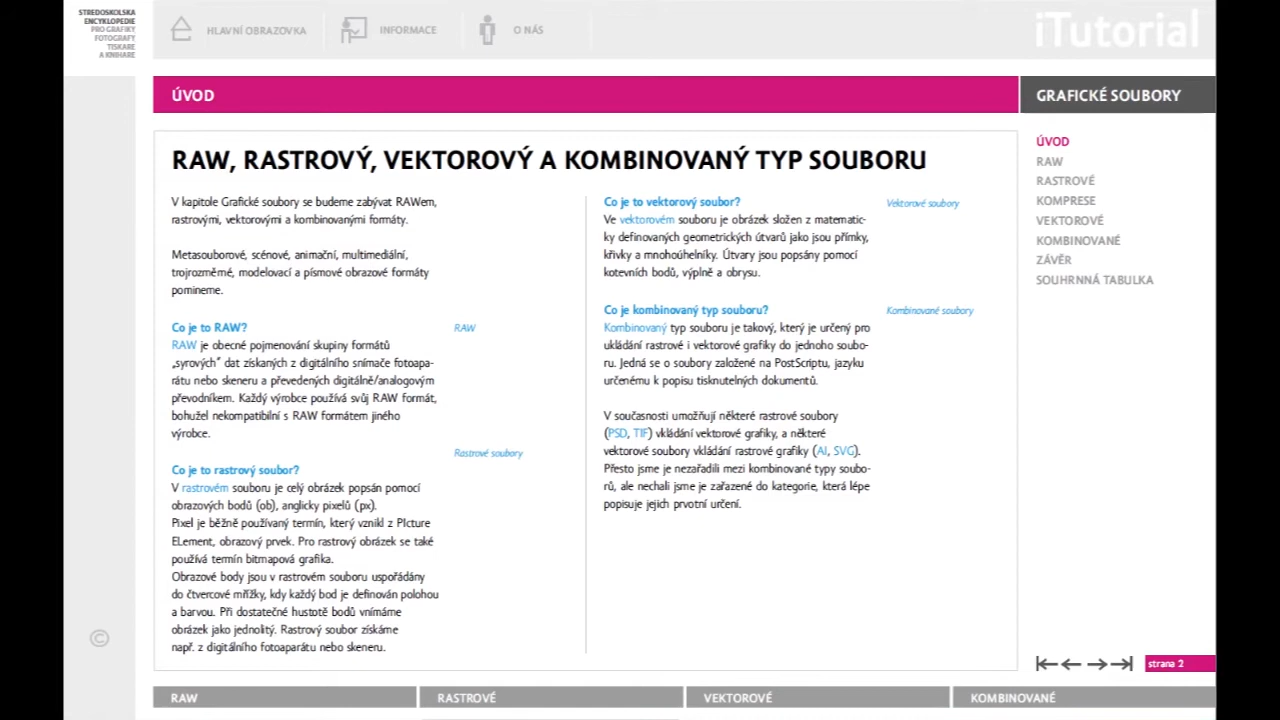 STREDOSKOLSKA
ENCYKLOPEDIE
PRO GRAFIKY
FOTOGRAFY
TISKARE
A KNIHARE
HLAVNÍ OBRAZOVKA
INFORMACE
O NÁS
iTutorial
ÚVOD
GRAFICKÉ SOUBORY
RAW, RASTROVÝ, VEKTOROVÝ A KOMBINOVANÝ TYP SOUBORU
V kapitole Grafické soubory se budeme zabývat RAWem,
rastrovými, vektorovými a kombinovanými formáty.
Metasouborové, scénové, animační, multimediální,
trojrozměrné, modelovací a písmové obrazové formáty
pomineme.
Co je to RAW?
RAW
RAW je obecné pojmenování skupiny formátů
„syrových" dat získaných z digitálního snímače fotoapa-
rátu nebo skeneru a převedených digitálně/analogovým
převodníkem. Každý výrobce používá svůj RAW formát,
bohužel nekompatibilní s RAW formátem jiného
výrobce.
Rastrové soubory
Co je to rastrový soubor?
V rastrovém souboru je celý obrázek popsán pomocí
obrazových bodů (ob), anglicky pixelů (px).
Pixel je běžně používaný termín, který vznikl z PIcture
ELement, obrazový prvek. Pro rastrový obrázek se také
používá termín bitmapová grafika.
Obrazové body jsou v rastrovém souboru uspořádány
do čtvercové mřížky, kdy každý bod je definován polohou
a barvou. Při dostatečné hustotě bodů vnímáme
obrázek jako jednolitý. Rastrový soubor získáme
např. z digitálního fotoaparátu nebo skeneru.
Co je to vektorový soubor?
Vektorové soubory
Ve vektorovém souboru je obrázek složen z matematic-
ky definovaných geometrických útvarů jako jsou přímky,
křivky a mnohoúhelníky. Útvary jsou popsány pomocí
kotevních bodů, výplně a obrysu.
Co je kombinovaný typ souboru?
Kombinované soubory
Kombinovaný typ souboru je takový, který je určený pro
ukládání rastrové i vektorové grafiky do jednoho soubo-
ru. Jedná se o soubory založené na PostScriptu, jazyku
určenému k popisu tisknutelných dokumentů.
V současnosti umožňují některé rastrové soubory
(PSD, TIF) vkládání vektorové grafiky, a některé
vektorové soubory vkládání rastrové grafiky (AI, SVG).
Přesto jsme je nezařadili mezi kombinované typy soubo-
rů, ale nechali jsme je zařazené do kategorie, která lépe
popisuje jejich prvotní určení.
ÚVOD
RAW
RASTROVÉ
KOMPRESE
VEKTOROVÉ
KOMBINOVANÉ
ZÁVĚR
SOUHRNNÁ TABULKA
©
strana 2
RAW
RASTROVÉ
VEKTOROVÉ
KOMBINOVANÉ